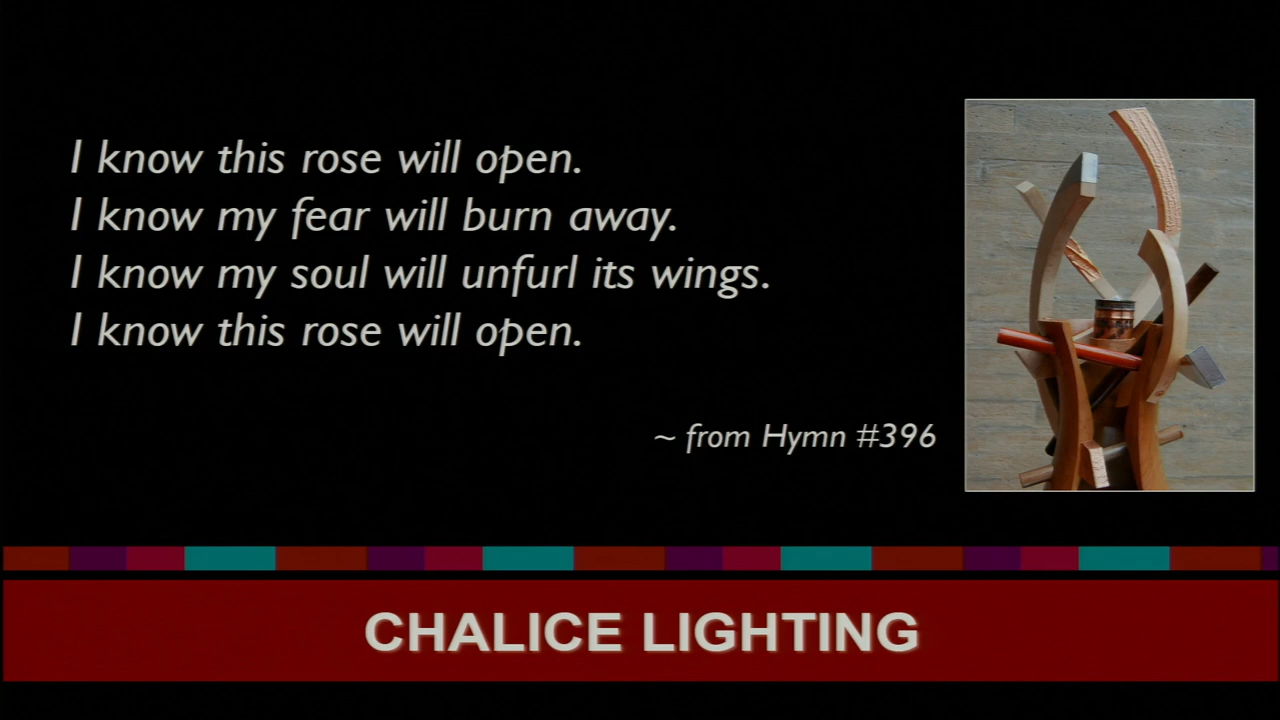 I know this rose will open.
I know my fear will burn away.
I know my soul will unfurl its wings.
I know this rose will open.
~ from Hymn #396
CHALICE LIGHTING